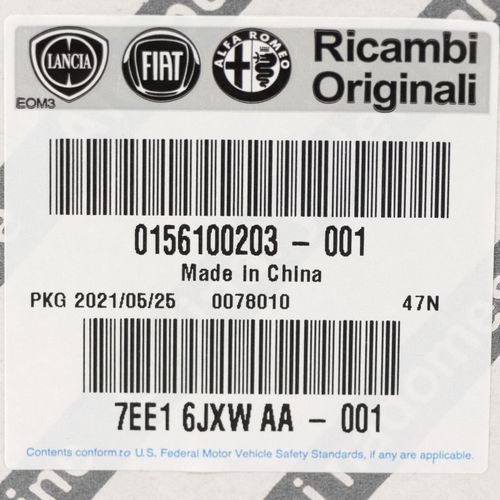 LANCIA FIAT ALFA ROMEO Ricambi
Originali
EOM3
0156100203 - 001
Made in China
PKG 2021/05/25 0078010 47N
7EE1 6JXW AA - 001
Contents conform to U.S. Federal Motor Vehicle Safety Standards, if any are applicable.